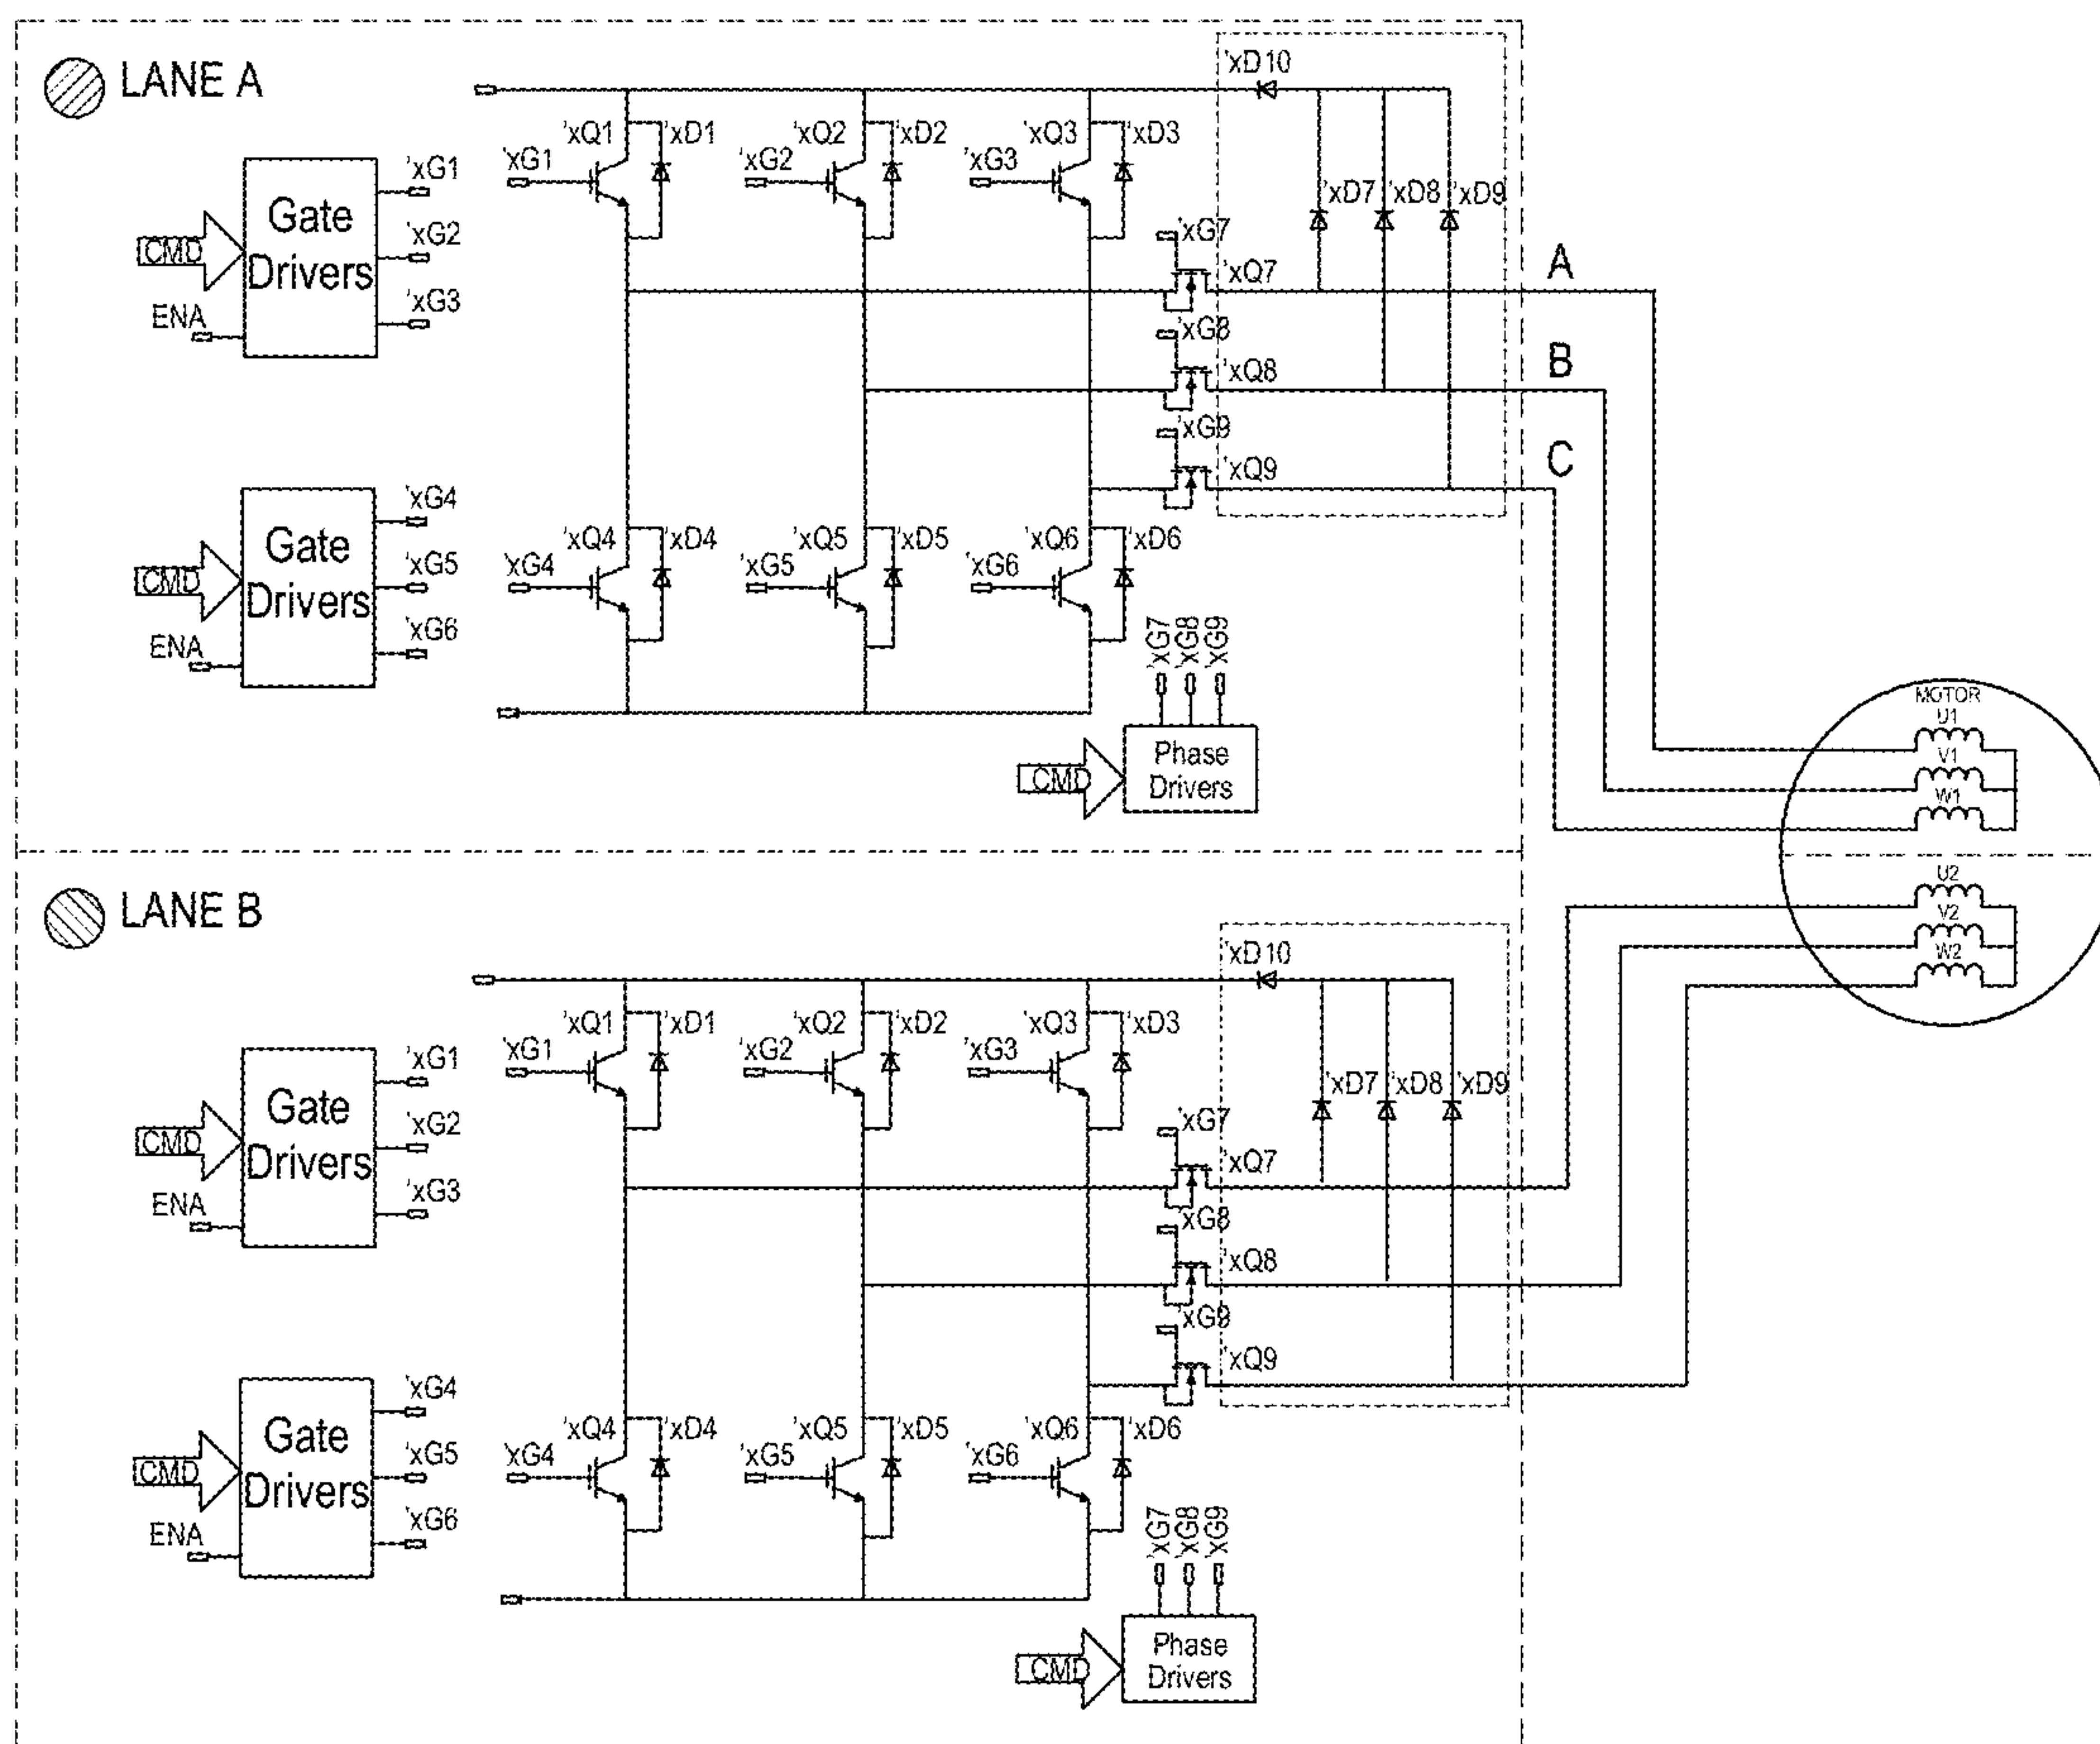 LANE A
'xD10
'xQ1 'xD1 'xQ2 'xD2 'xQ3 'xD3
'xG1 'xG2 'xG3
'xG1
Gate
Drivers
CMD
'xG2
'xG3
ENA
'xD7 'xD8 'xD9
'xG7
'xQ7
A
'xG8
'xQ8
B
'xG9
'xQ9
C
'xG4
Gate
Drivers
CMD
'xG5
'xG6
ENA
'xQ4 'xD4 'xQ5 'xD5 'xQ6 'xD6
'xG4 'xG5 'xG6
'xG7
'xG8
'xG9
CMD
Phase
Drivers
MOTOR
U1
V1
W1
U2
V2
W2
LANE B
'xD10
'xQ1 'xD1 'xQ2 'xD2 'xQ3 'xD3
'xG1 'xG2 'xG3
'xG1
Gate
Drivers
CMD
'xG2
'xG3
ENA
'xD7 'xD8 'xD9
'xG7
'xQ7
'xG8
'xQ8
'xG9
'xQ9
'xG4
Gate
Drivers
CMD
'xG5
'xG6
ENA
'xQ4 'xD4 'xQ5 'xD5 'xQ6 'xD6
'xG4 'xG5 'xG6
'xG7
'xG8
'xG9
CMD
Phase
Drivers